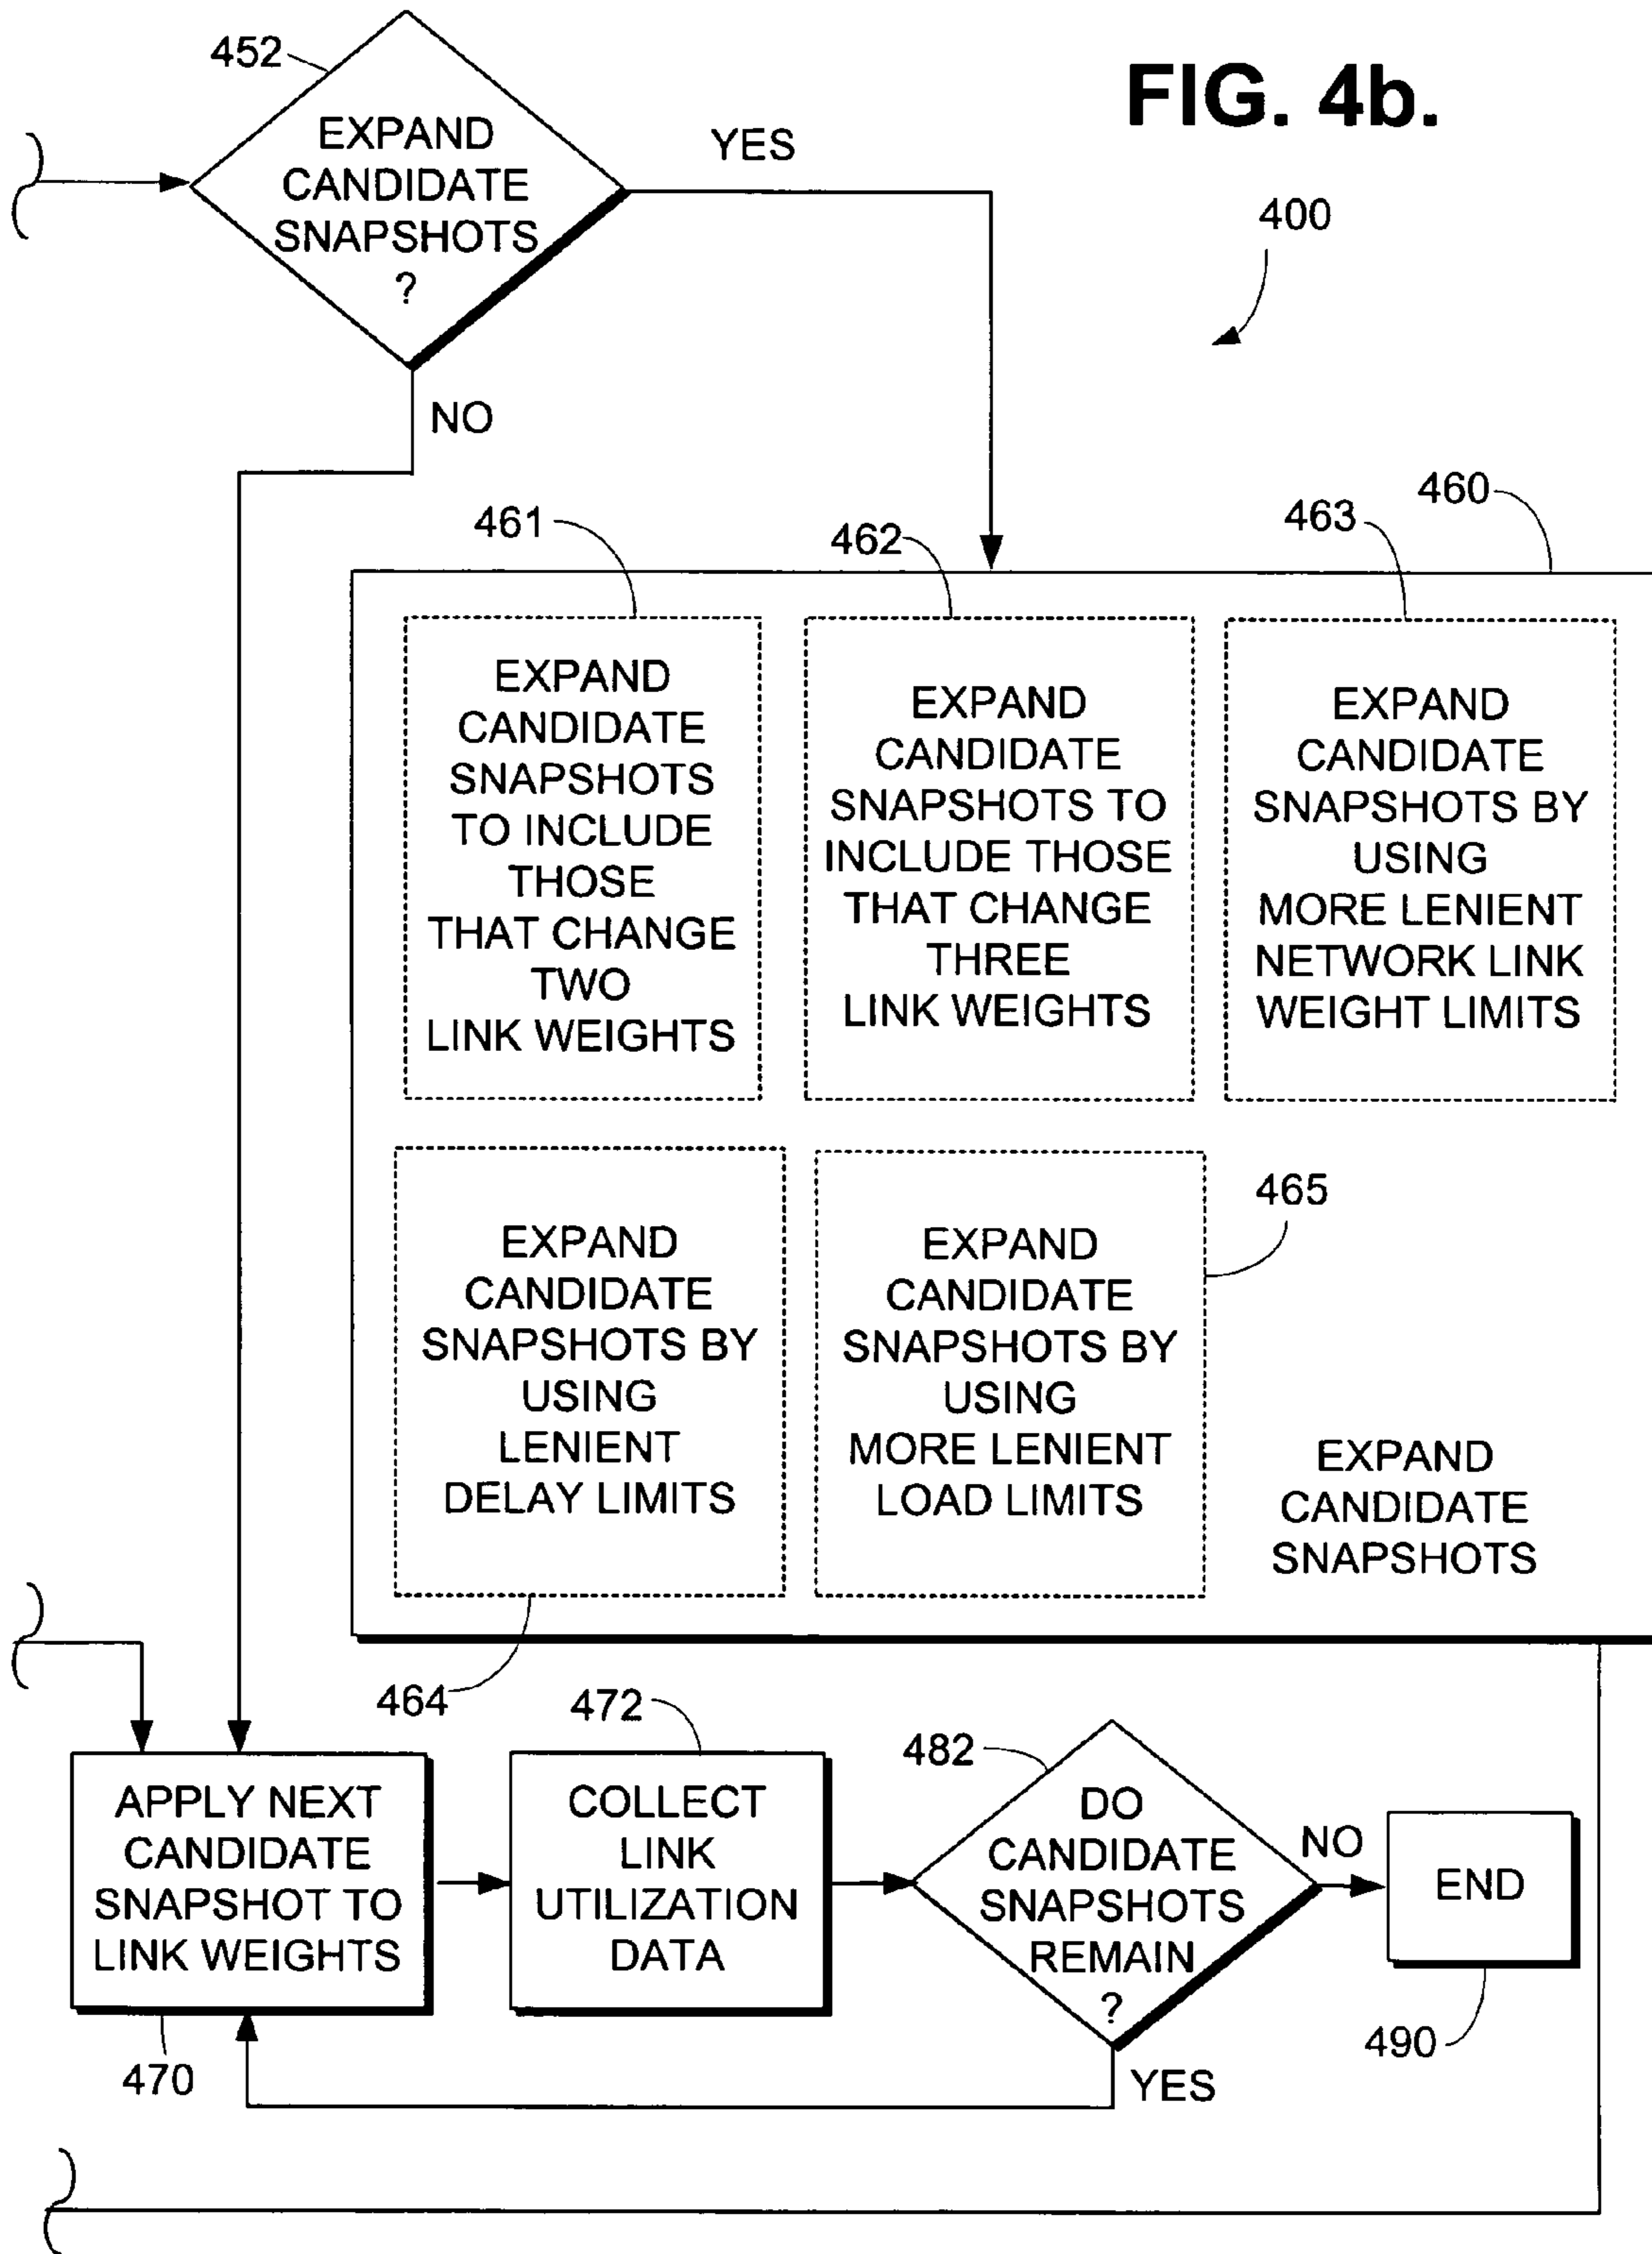 FIG. 4b.
452
EXPAND
CANDIDATE
SNAPSHOTS
?
YES
NO
400
460
461
EXPAND
CANDIDATE
SNAPSHOTS
TO INCLUDE
THOSE
THAT CHANGE
TWO
LINK WEIGHTS
462
EXPAND
CANDIDATE
SNAPSHOTS TO
INCLUDE THOSE
THAT CHANGE
THREE
LINK WEIGHTS
463
EXPAND
CANDIDATE
SNAPSHOTS BY
USING
MORE LENIENT
NETWORK LINK
WEIGHT LIMITS
EXPAND
CANDIDATE
SNAPSHOTS BY
USING
LENIENT
DELAY LIMITS
464
EXPAND
CANDIDATE
SNAPSHOTS BY
USING
MORE LENIENT
LOAD LIMITS
465
EXPAND
CANDIDATE
SNAPSHOTS
APPLY NEXT
CANDIDATE
SNAPSHOT TO
LINK WEIGHTS
470
472
COLLECT
LINK
UTILIZATION
DATA
482
DO
CANDIDATE
SNAPSHOTS
REMAIN
?
NO
YES
END
490